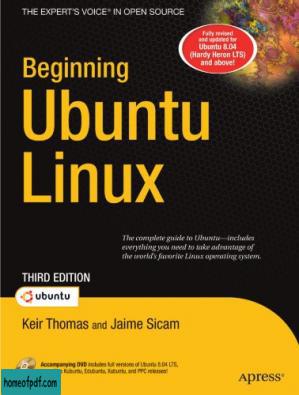 THE EXPERT'S VOICE® IN OPEN SOURCE
Fully revised
and updated for
Ubuntu 8.04
(Hardy Heron LTS)
and above!
Beginning
Ubuntu
Linux
The complete guide to Ubuntu—includes
everything you need to take advantage of
the world's favorite Linux operating system.
THIRD EDITION
ubuntu
Keir Thomas and Jaime Sicam
Accompanying DVD includes full versions of Ubuntu 8.04 LTS,
Kubuntu, Edubuntu, Xubuntu, and PPC releases!
homeofpdf.com
Apress®